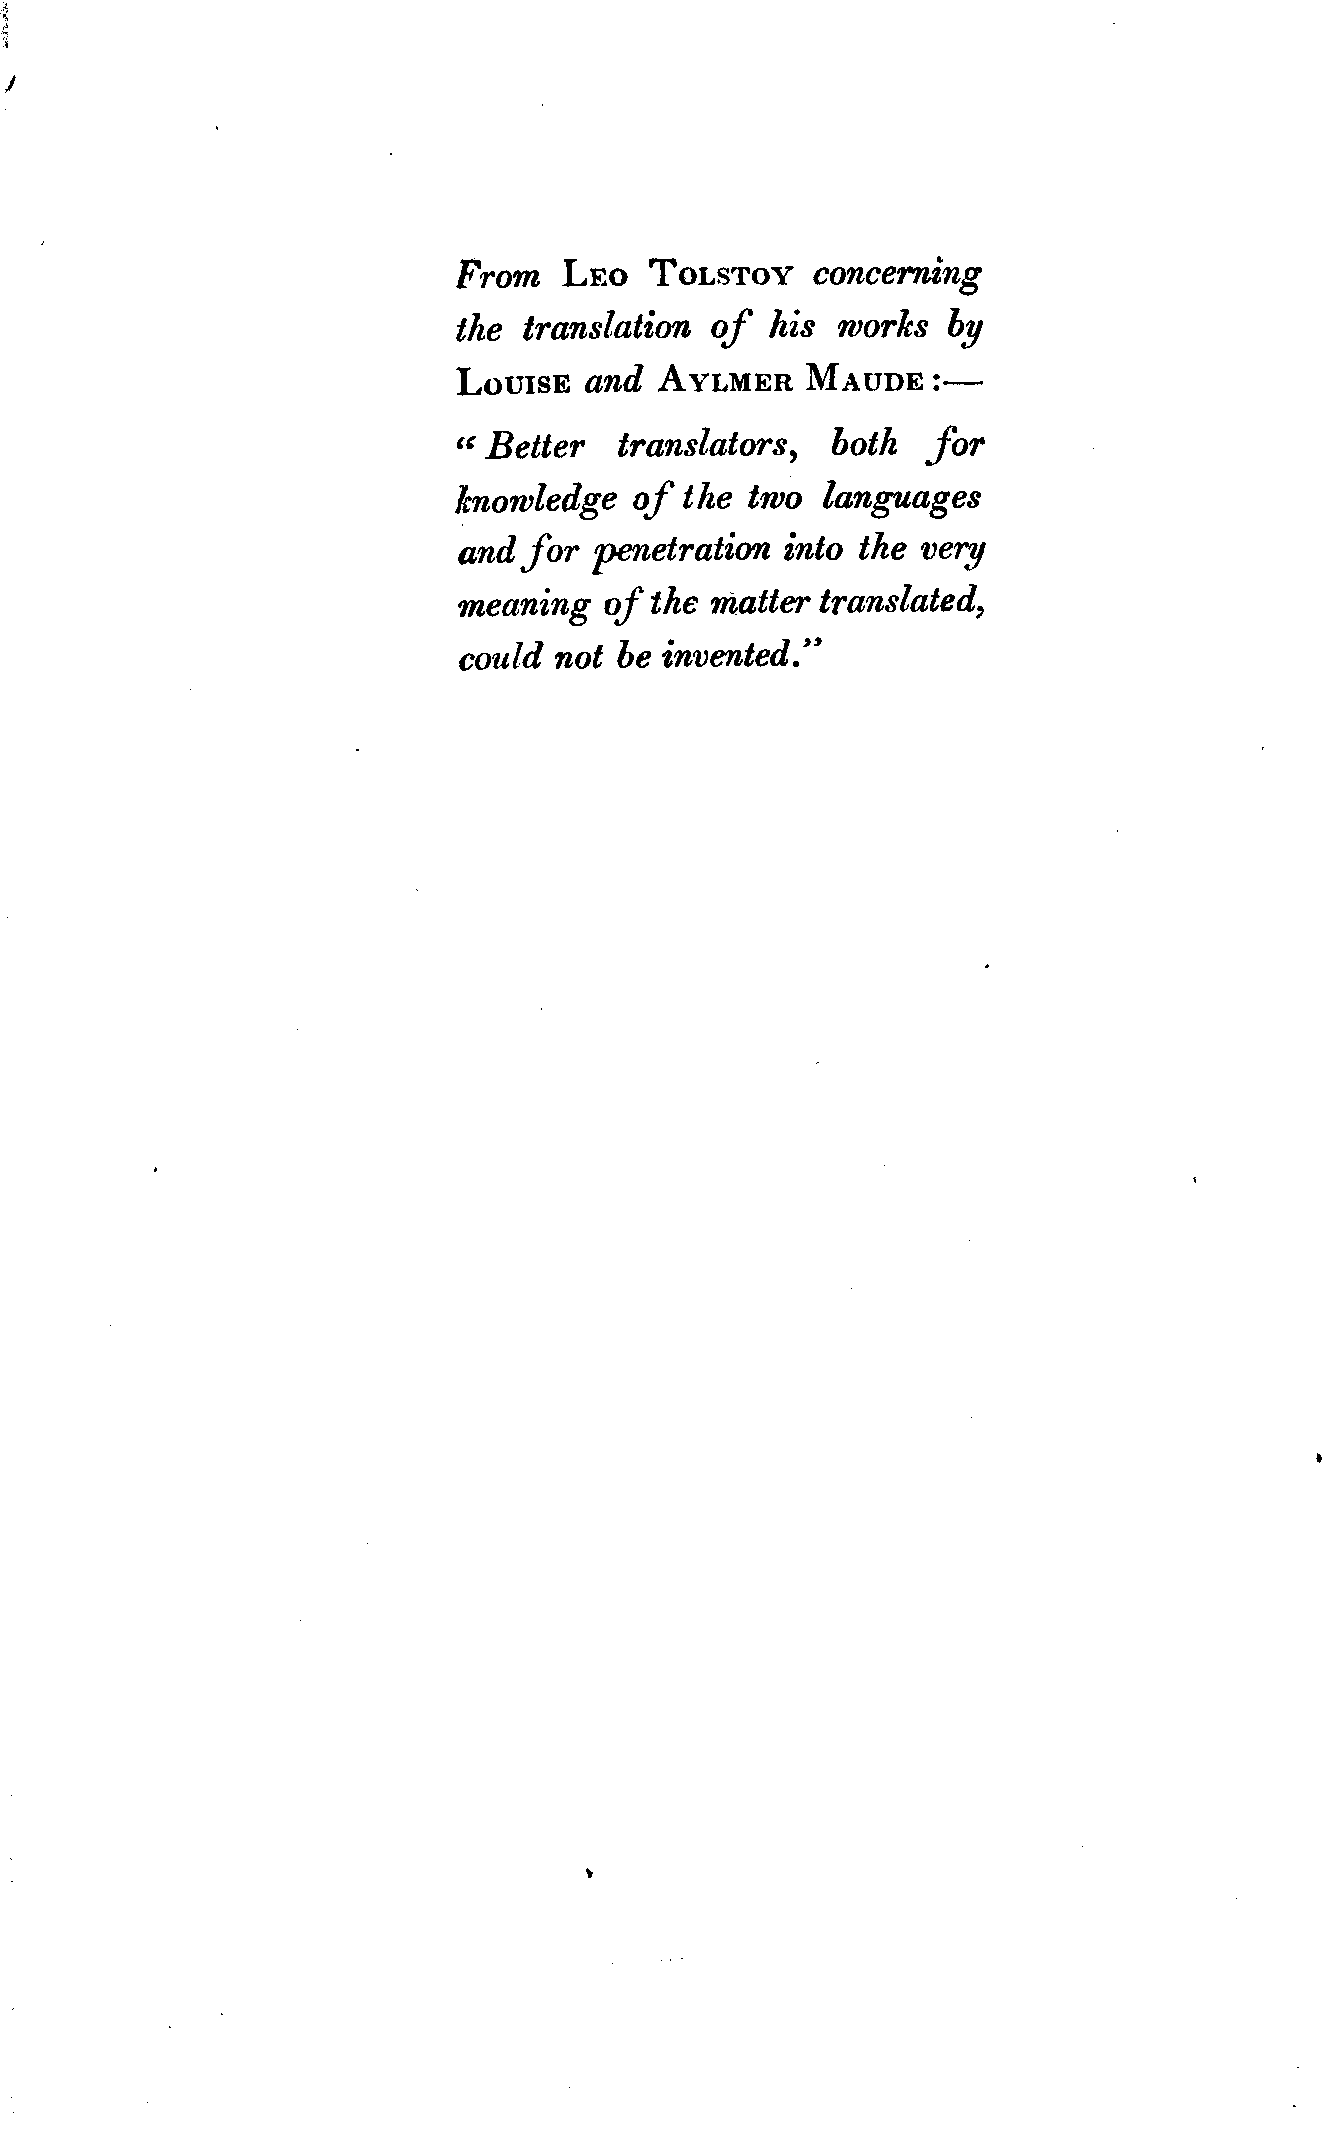 From LEO TOLSTOY concerning
the translation of his works by
LOUISE and AYLMER MAUDE :—
“ Better translators, both for
knowledge of the two languages
and for penetration into the very
meaning of the matter translated,
could not be invented.”